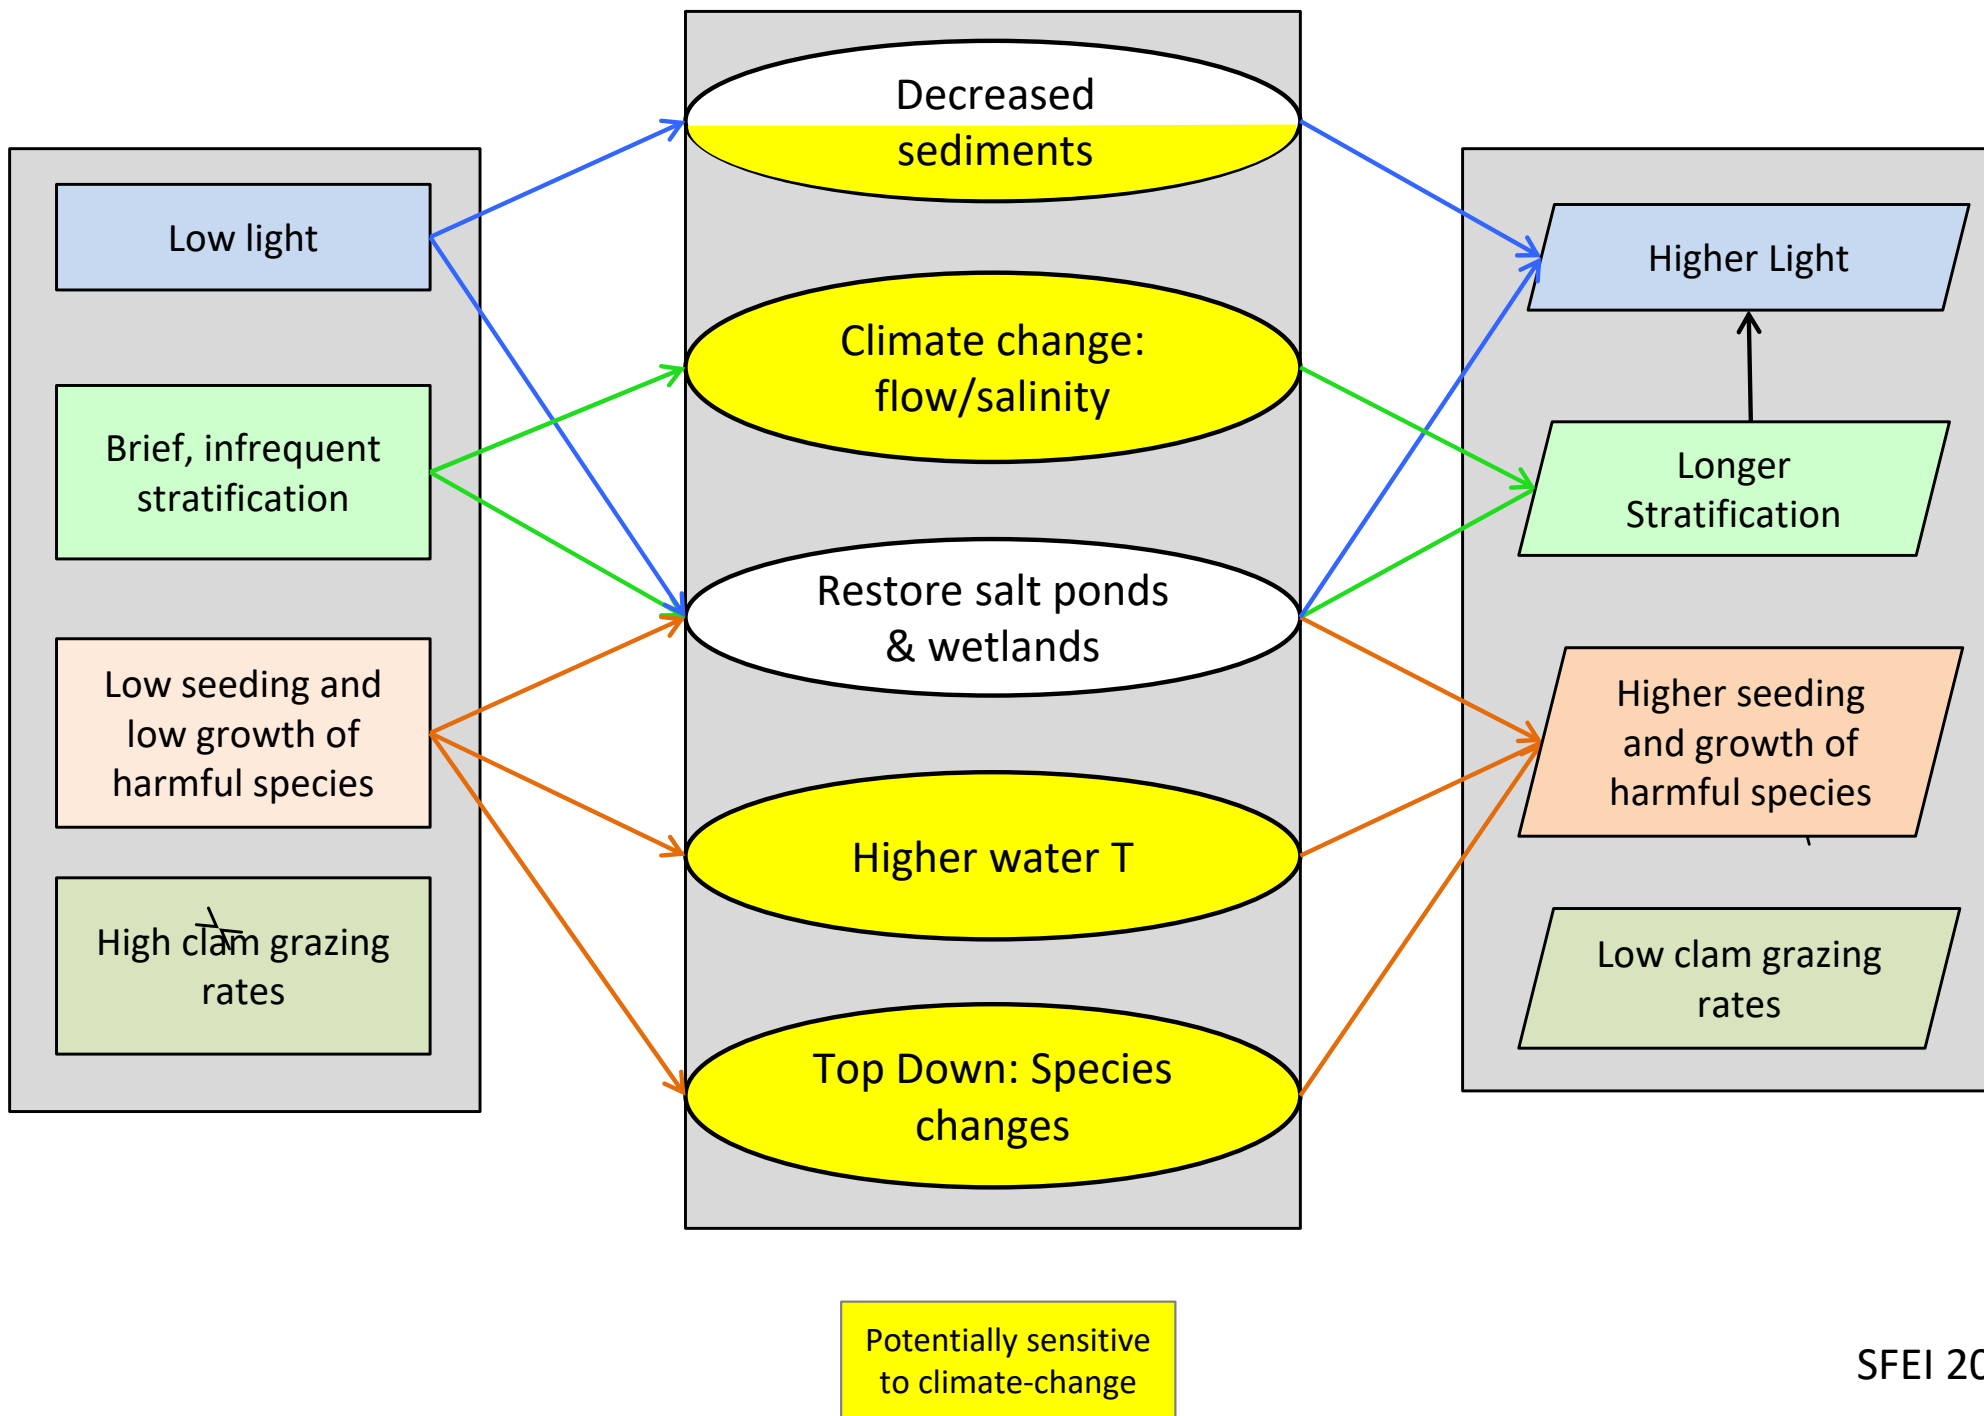 Low light
Brief, infrequent
stratification
Low seeding and
low growth of
harmful species
High clam grazing
rates
Decreased
sediments
Climate change:
flow/salinity
Restore salt ponds
& wetlands
Higher water T
Top Down: Species
changes
Higher Light
Longer
Stratification
Higher seeding
and growth of
harmful species
Low clam grazing
rates
Potentially sensitive
to climate-change
SFEI 20